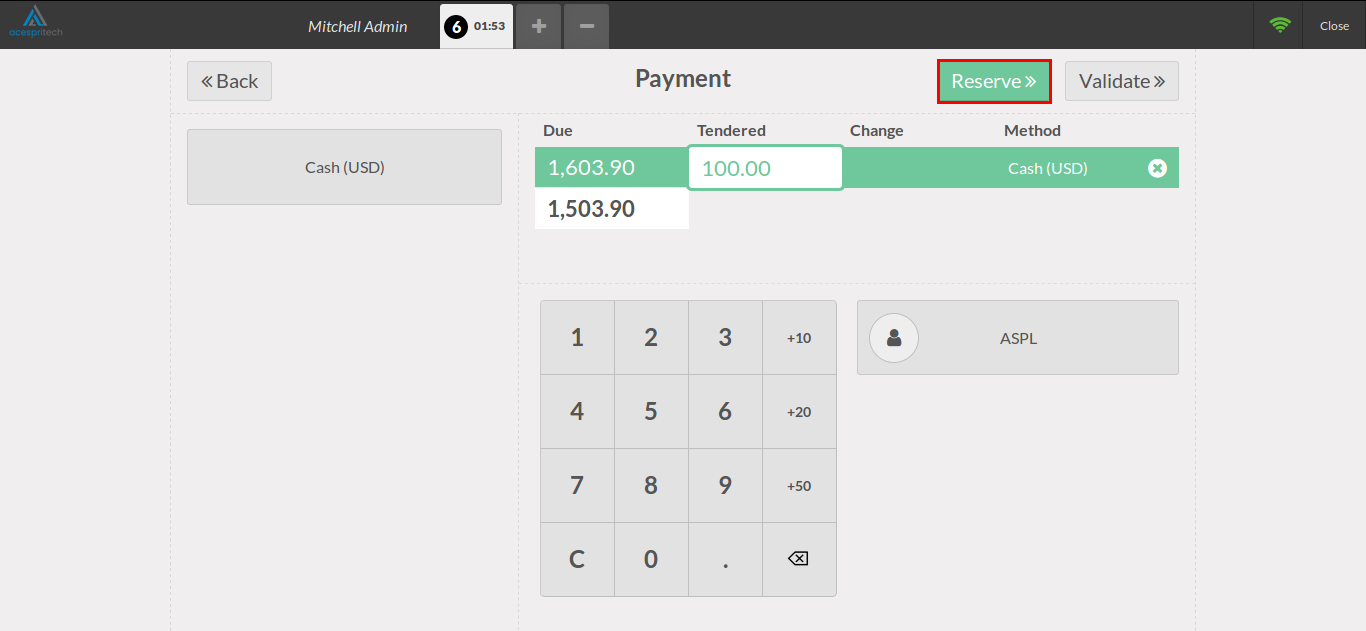 acespritech
Mitchell Admin
6 01:53
+
−
Close
« Back
Payment
Reserve »
Validate »
Cash (USD)
Due Tendered Change Method
1,603.90 100.00 Cash (USD)
1,503.90
1 2 3 +10
4 5 6 +20
7 8 9 +50
C 0 .
ASPL